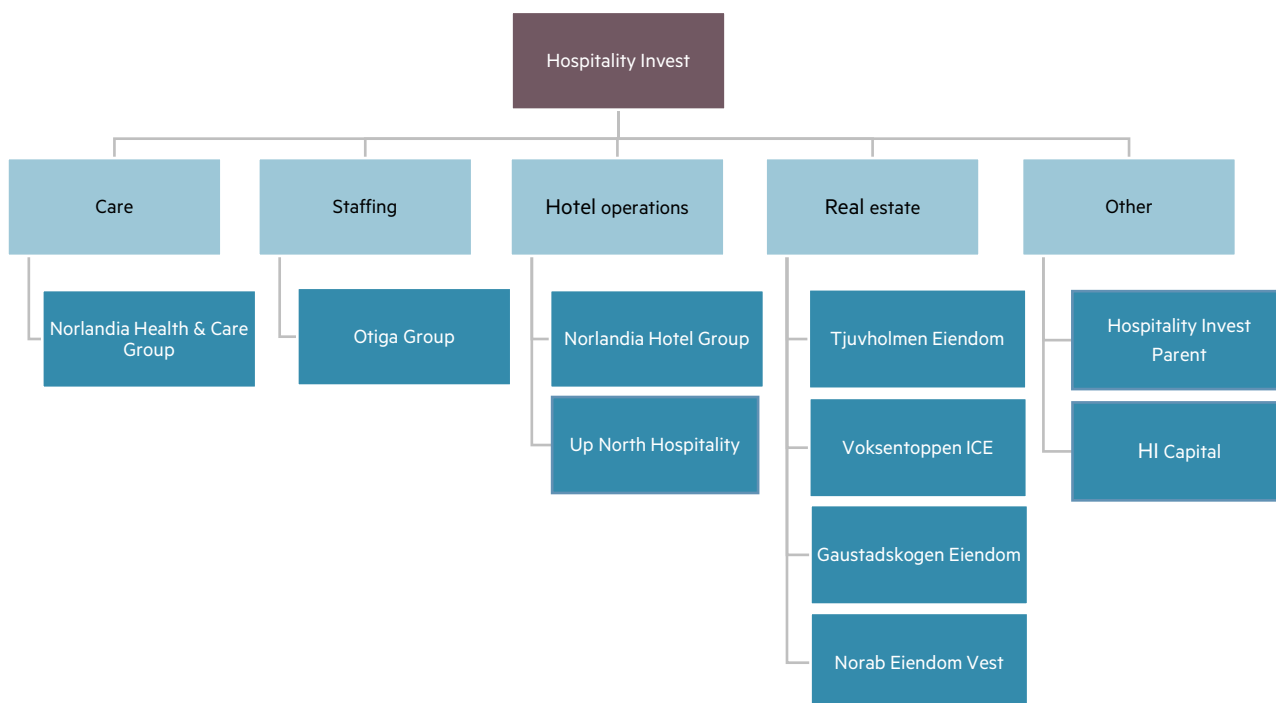 Hospitality Invest
Care
Staffing
Hotel operations
Real estate
Other
Norlandia Health & Care
Group
Otiga Group
Norlandia Hotel Group
Tjuvholmen Eiendom
Hospitality Invest
Parent
Up North Hospitality
Voksentoppen ICE
HI Capital
Gaustadskogen Eiendom
Norab Eiendom Vest